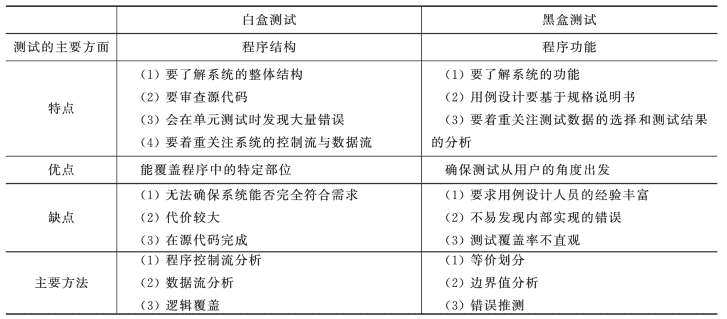 白盒测试 黑盒测试
测试的主要方面 程序结构 程序功能
特点
（1）要了解系统的整体结构
（2）要审查源代码
（3）会在单元测试时发现大量错误
（4）要着重关注系统的控制流与数据流
（1）要了解系统的功能
（2）用例设计要基于规格说明书
（3）要着重关注测试数据的选择和测试结果
的分析
优点 能覆盖程序中的特定部位 确保测试从用户的角度出发
缺点
（1）无法确保系统能否完全符合需求
（2）代价较大
（3）在源代码完成
（1）要求用例设计人员的经验丰富
（2）不易发现内部实现的错误
（3）测试覆盖率不直观
主要方法
（1）程序控制流分析
（2）数据流分析
（3）逻辑覆盖
（1）等价划分
（2）边界值分析
（3）错误推测